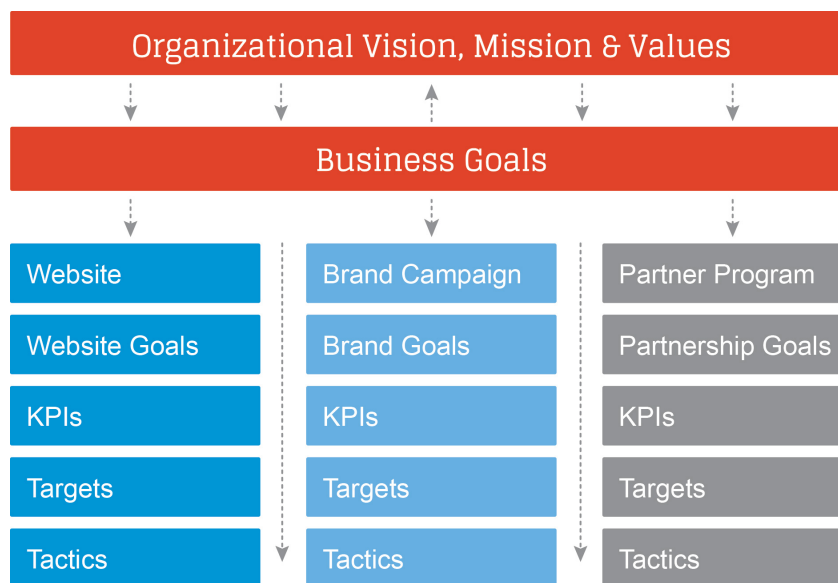 Organizational Vision, Mission & Values
Business Goals
Website
Brand Campaign
Partner Program
Website Goals
Brand Goals
Partnership Goals
KPIs
KPIs
KPIs
Targets
Targets
Targets
Tactics
Tactics
Tactics